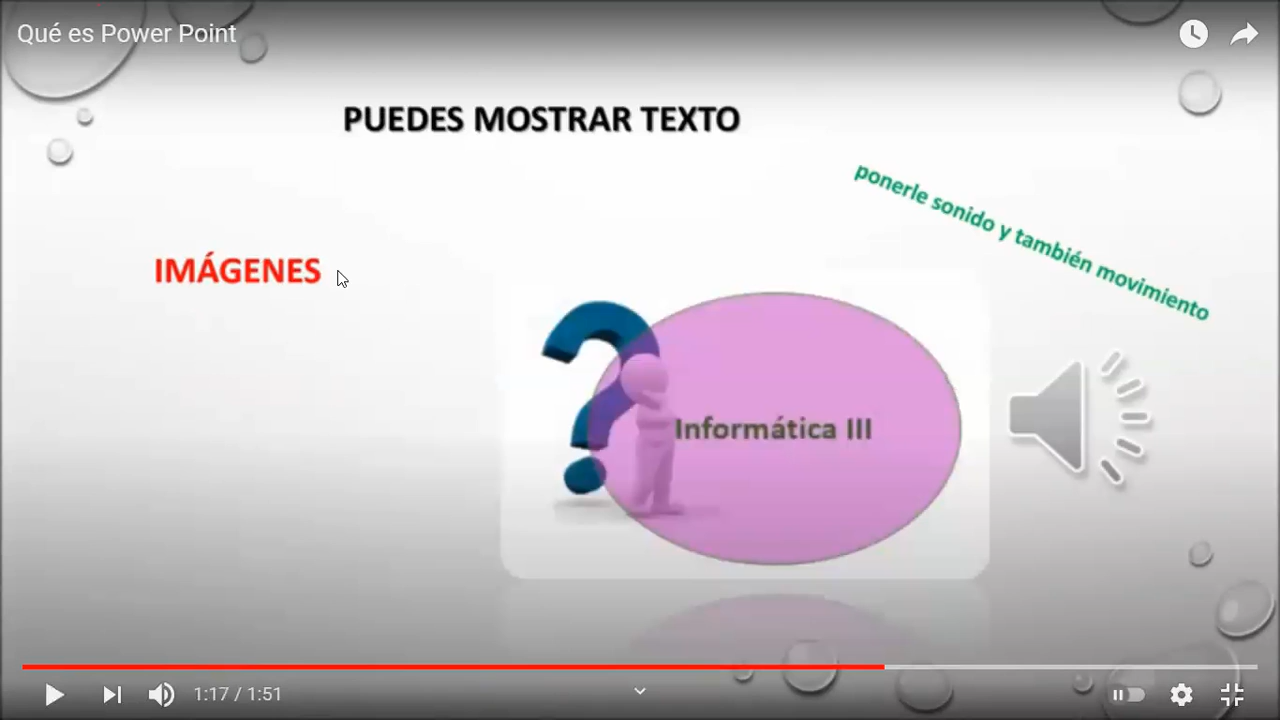 Qué es Power Point
PUEDES MOSTRAR TEXTO
ponerle sonido y también movimiento
IMÁGENES
Informática III
1:17 / 1:51